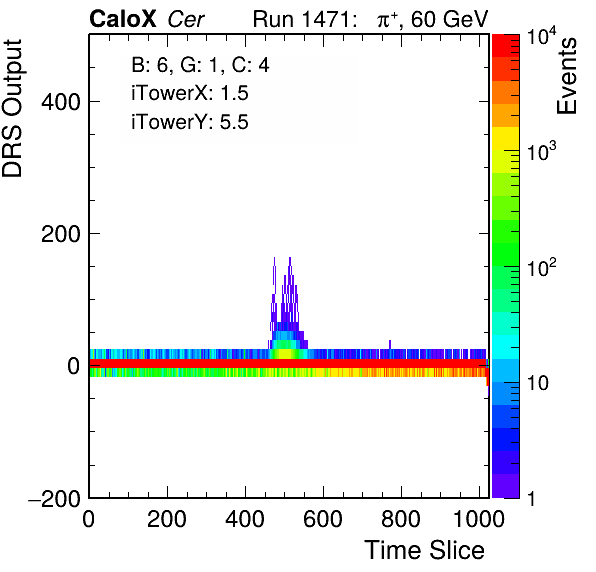 CaloX Cer Run 1471: π⁺, 60 GeV
B: 6, G: 1, C: 4
iTowerX: 1.5
iTowerY: 5.5
DRS Output
400
200
0
−200
0 200 400 600 800 1000
Time Slice
Events
10⁴
10³
10²
10
1